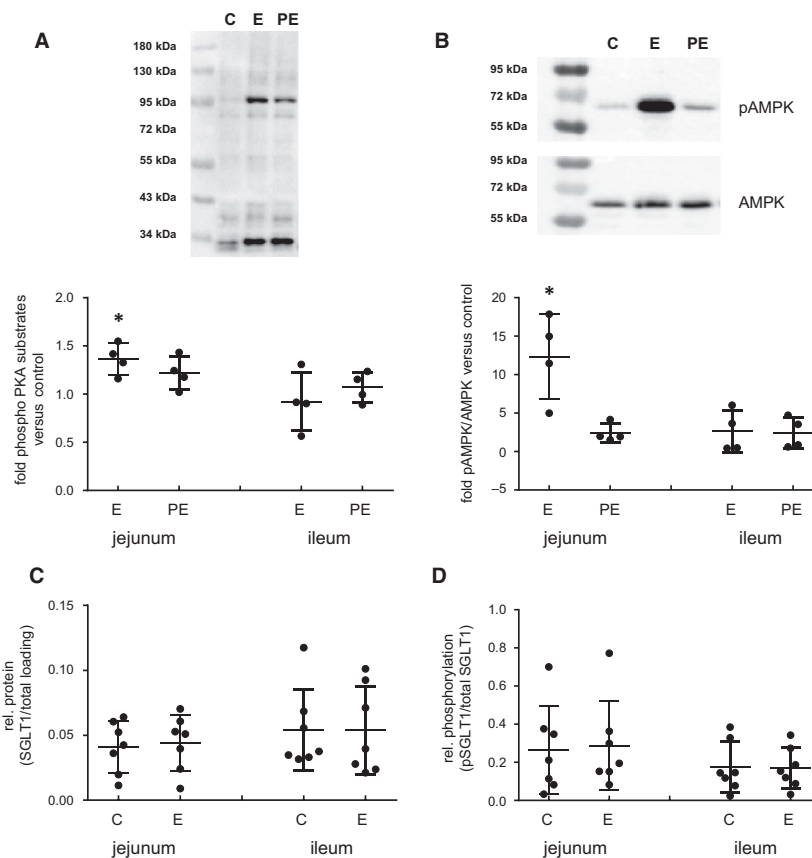 A
C E PE
180 kDa
130 kDa
95 kDa
72 kDa
55 kDa
43 kDa
34 kDa
fold phospho PKA substrates
versus control
2.0
1.5
1.0
0.5
0.0
*
E PE E PE
jejunum ileum
B
C E PE
95 kDa
72 kDa
55 kDa
pAMPK
95 kDa
72 kDa
55 kDa
AMPK
fold pAMPK/AMPK versus control
20
15
10
5
0
–5
*
E PE E PE
jejunum ileum
C
rel. protein
(SGLT1/total loading)
0.15
0.10
0.05
0.00
C E C E
jejunum ileum
D
rel. phosphorylation
(pSGLT1/total SGLT1)
1.0
0.8
0.6
0.4
0.2
0.0
C E C E
jejunum ileum